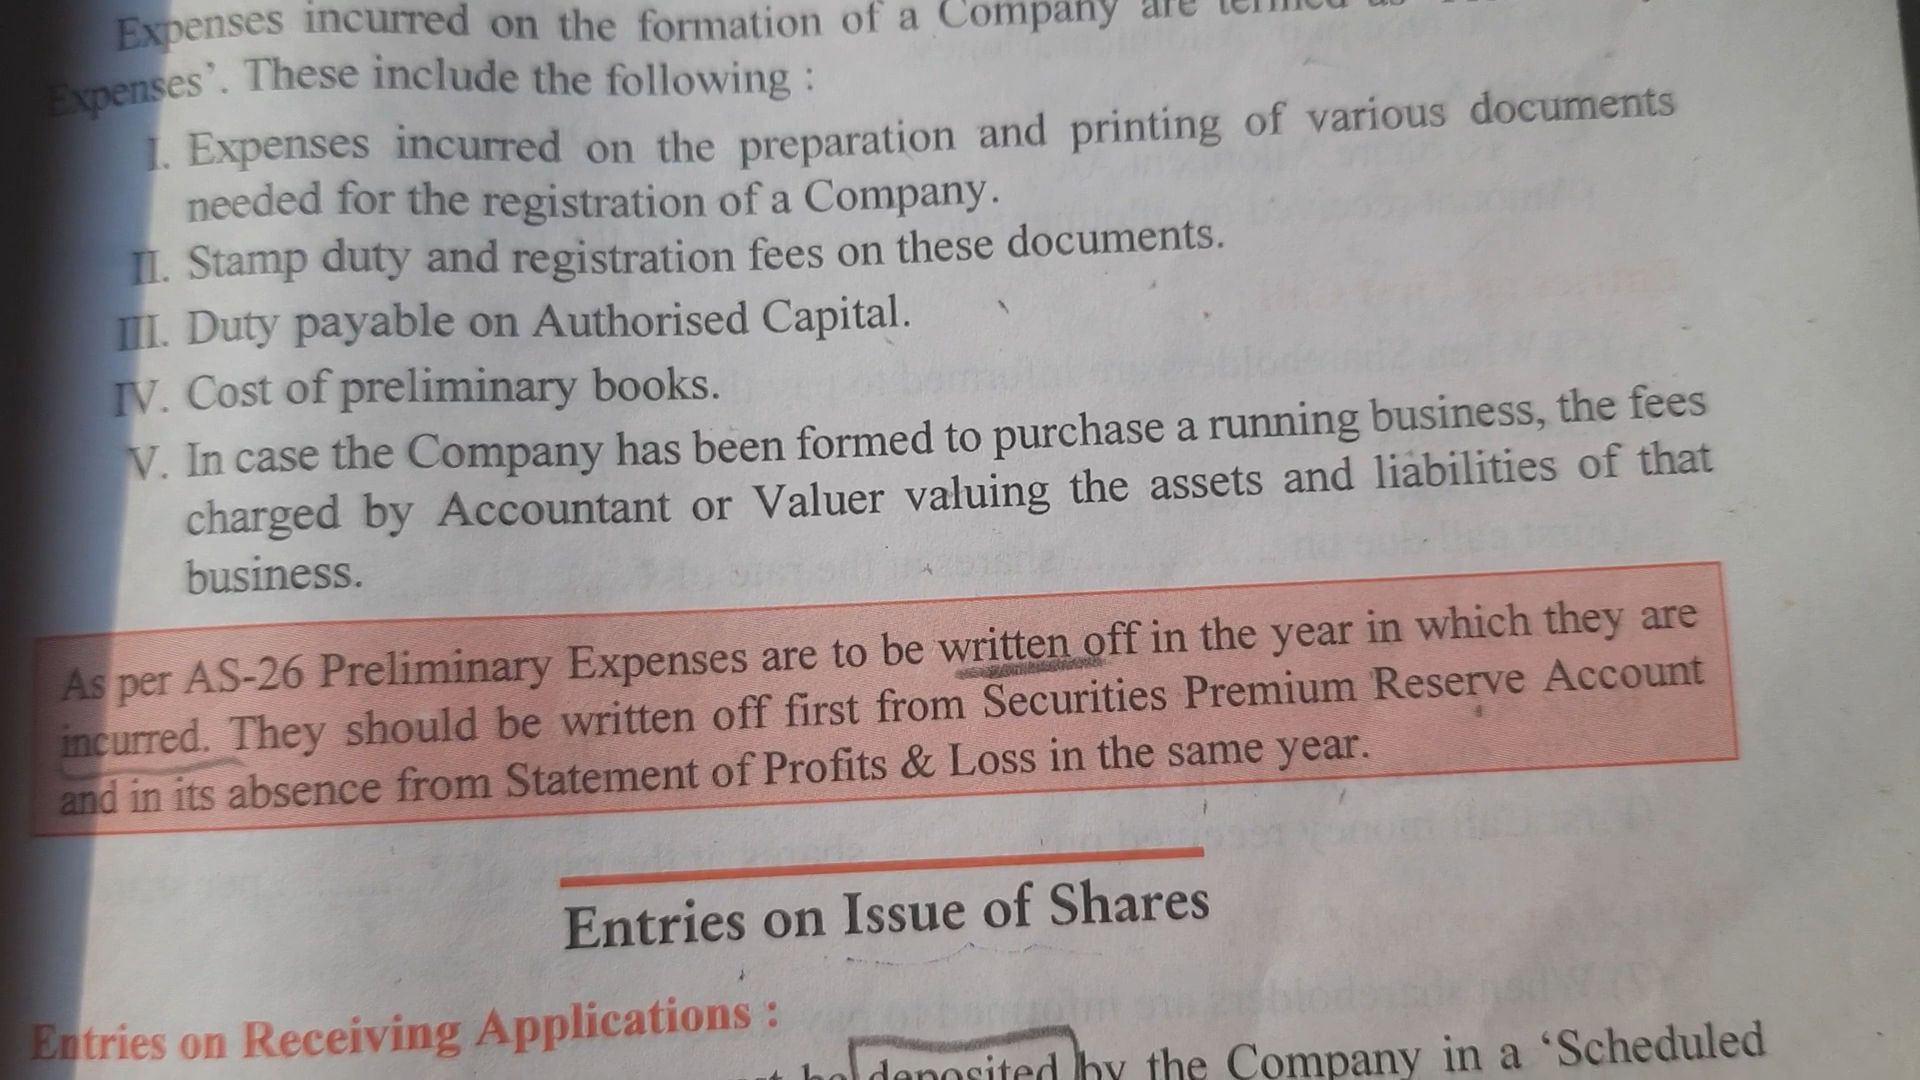 Expenses incurred on the formation of a Company are termed as
Expenses’. These include the following :
I. Expenses incurred on the preparation and printing of various documents
needed for the registration of a Company.
II. Stamp duty and registration fees on these documents.
III. Duty payable on Authorised Capital.
IV. Cost of preliminary books.
V. In case the Company has been formed to purchase a running business, the fees
charged by Accountant or Valuer valuing the assets and liabilities of that
business.
As per AS-26 Preliminary Expenses are to be written off in the year in which they are
incurred. They should be written off first from Securities Premium Reserve Account
and in its absence from Statement of Profits & Loss in the same year.
Entries on Issue of Shares
Entries on Receiving Applications :
deposited by the Company in a ‘Scheduled